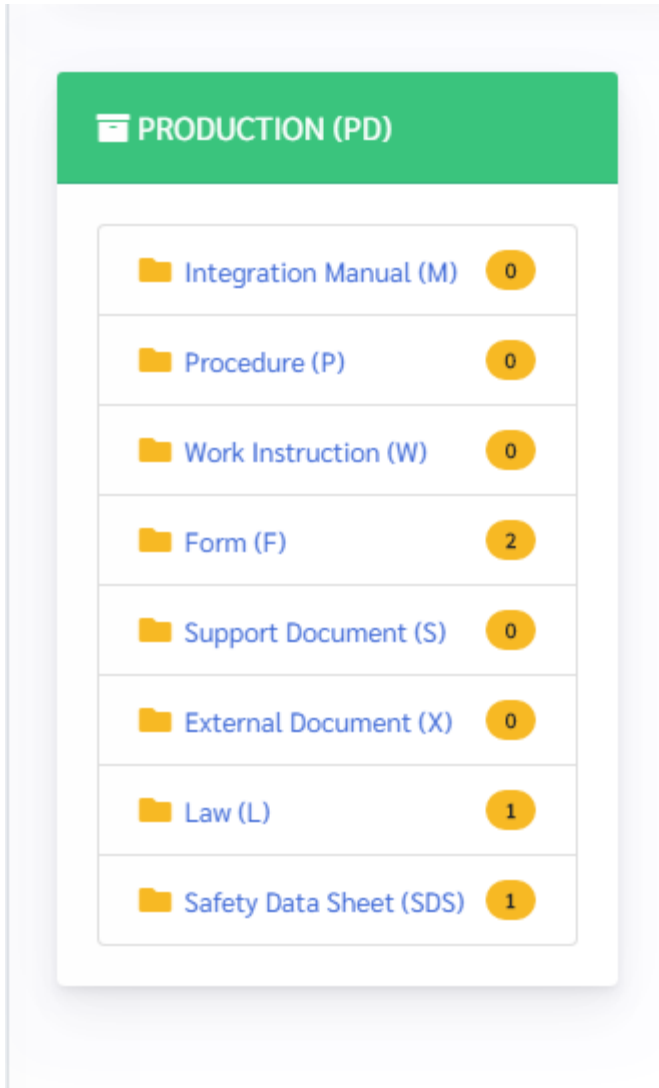 PRODUCTION (PD)
Integration Manual (M) 0
Procedure (P) 0
Work Instruction (W) 0
Form (F) 2
Support Document (S) 0
External Document (X) 0
Law (L) 1
Safety Data Sheet (SDS) 1